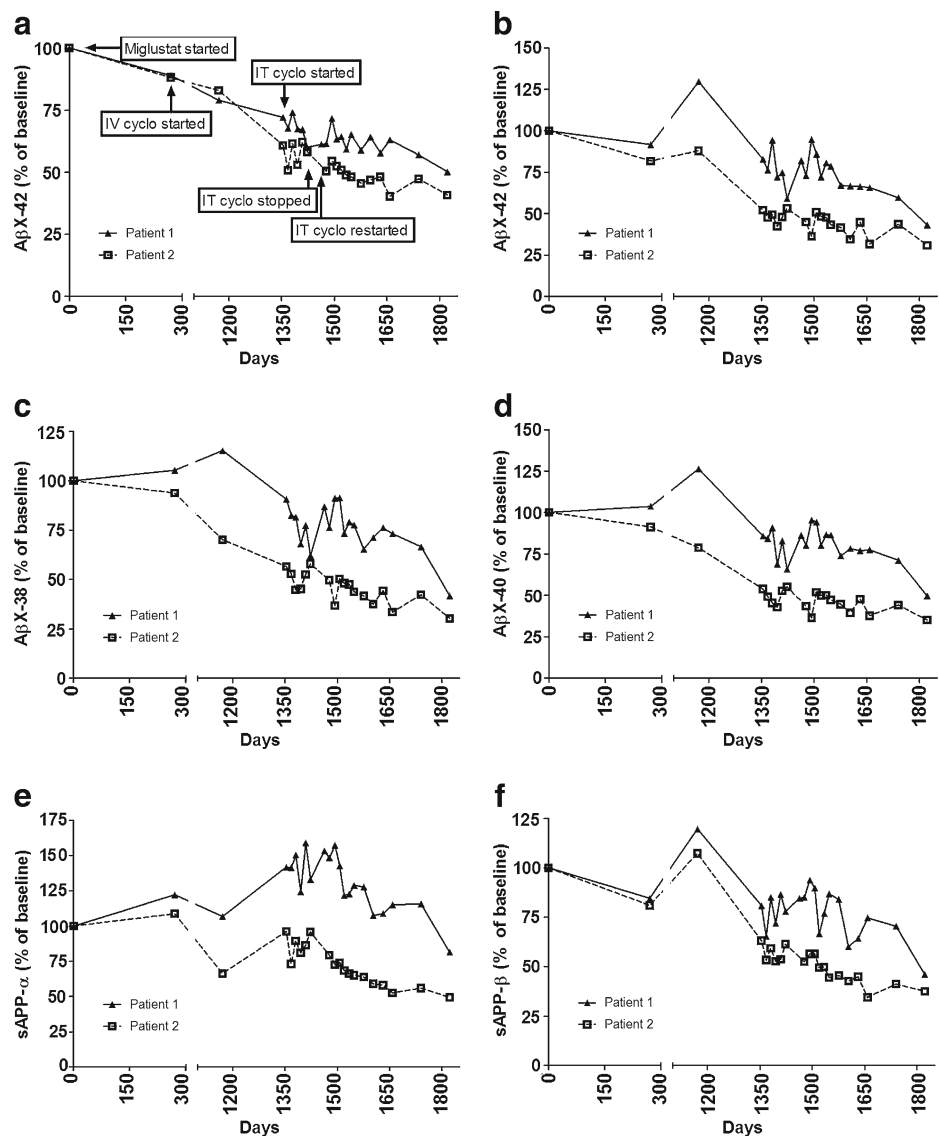 a
AβX-42 (% of baseline)
100
75
50
25
0
Miglustat started
IV cyclo started
IT cyclo started
IT cyclo stopped
IT cyclo restarted
Patient 1
Patient 2
0
150
300
1200
1350
1500
1650
1800
Days
b
AβX-42 (% of baseline)
150
125
100
75
50
25
0
Patient 1
Patient 2
0
150
300
1200
1350
1500
1650
1800
Days
c
AβX-38 (% of baseline)
125
100
75
50
25
0
Patient 1
Patient 2
0
150
300
1200
1350
1500
1650
1800
Days
d
AβX-40 (% of baseline)
150
125
100
75
50
25
0
Patient 1
Patient 2
0
150
300
1200
1350
1500
1650
1800
Days
e
sAPP-α (% of baseline)
175
150
125
100
75
50
25
0
Patient 1
Patient 2
0
150
300
1200
1350
1500
1650
1800
Days
f
sAPP-β (% of baseline)
125
100
75
50
25
0
Patient 1
Patient 2
0
150
300
1200
1350
1500
1650
1800
Days